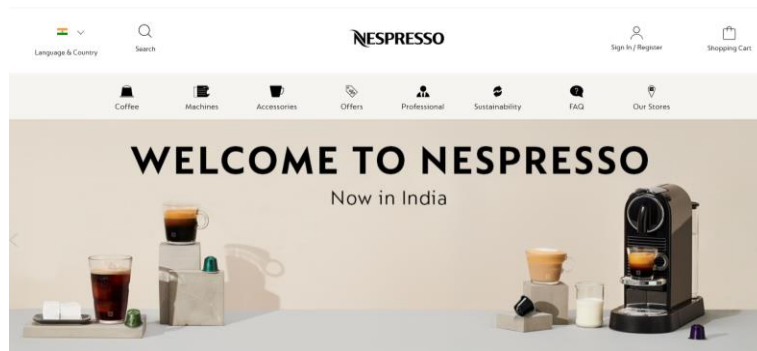 NESPRESSO
Language & Country
Search
Sign In / Register
Shopping Cart
Coffee
Machines
Accessories
Offers
Professional
Sustainability
FAQ
Our Stores
WELCOME TO NESPRESSO
Now in India